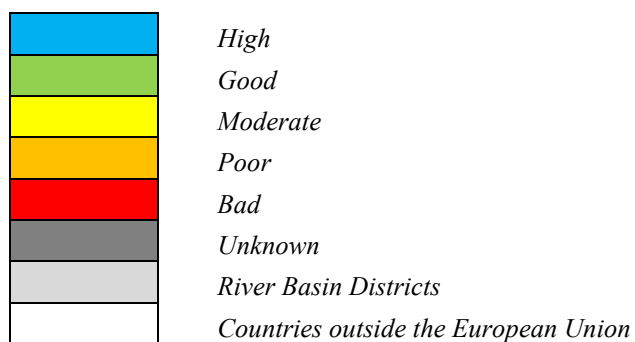 High
Good
Moderate
Poor
Bad
Unknown
River Basin Districts
Countries outside the European Union